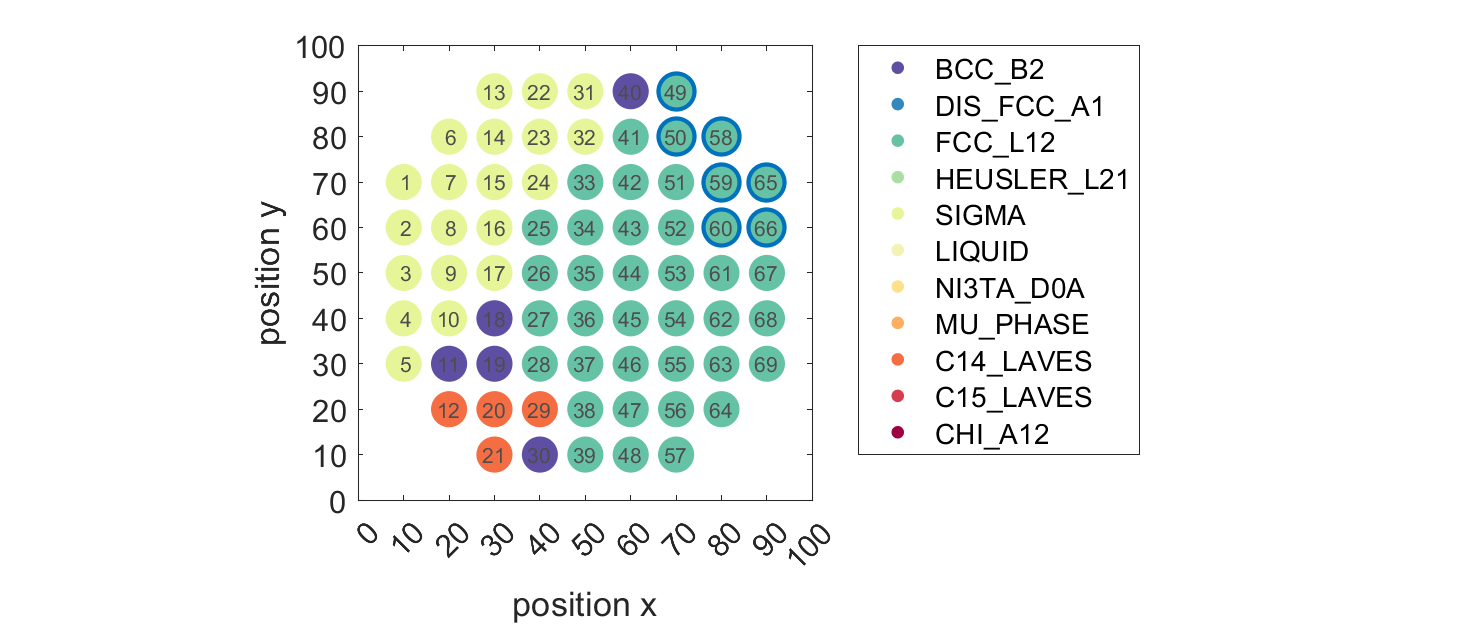 100
90 13 22 31 40 49
80 6 14 23 32 41 50 58
70 1 7 15 24 33 42 51 59 65
60 2 8 16 25 34 43 52 60 66
50 3 9 17 26 35 44 53 61 67
40 4 10 18 27 36 45 54 62 68
30 5 11 19 28 37 46 55 63 69
20 12 20 29 38 47 56 64
10 21 30 39 48 57
0
0 10 20 30 40 50 60 70 80 90 100
position x
position y
BCC_B2
DIS_FCC_A1
FCC_L12
HEUSLER_L21
SIGMA
LIQUID
NI3TA_D0A
MU_PHASE
C14_LAVES
C15_LAVES
CHI_A12